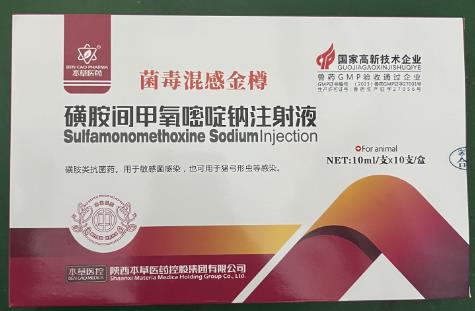 BEN CAO PHARMA
本草医药
国家高新技术企业
GUOJIAGAOXINJISHUQIYE
兽药GMP验收通过企业
菌毒混感金樽
磺胺间甲氧嘧啶钠注射液
Sulfamonomethoxine Sodium Injection
For animal
NET:10ml/支×10支/盒
磺胺类抗菌药。用于敏感菌感染，也可用于猪弓形虫等感染。
本草医控
BEN CAO MEDICS
陕西本草医药控股集团有限公司
Shaanxi Materia Medica Holding Group Co., Ltd.